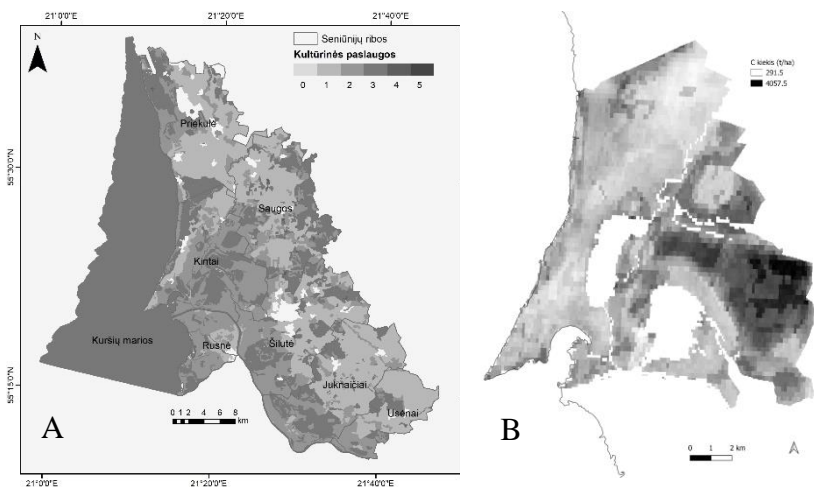 21°0'0"E 21°20'0"E 21°40'0"E
N
Seniūnijų ribos
Kultūrinės paslaugos
0 1 2 3 4 5
Priekulė
55°30'0"N
Saugos
Kintai
Kuršių marios
Rusnė
Šilutė
Juknaičiai
Usėnai
55°15'0"N
0 1 2 4 6 8
km
A
21°0'0"E 21°20'0"E 21°40'0"E
C kiekis (t/ha)
291.5
4057.5
B
0 1 2 km